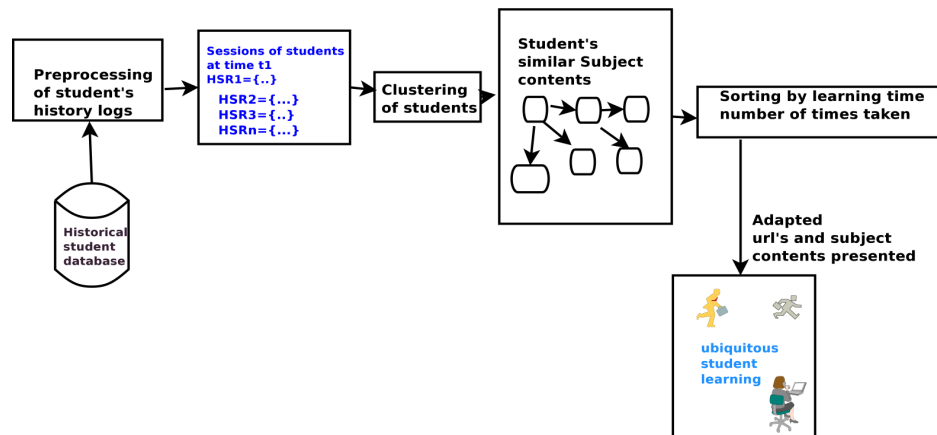 Preprocessing
of student's
history logs
Historical
student
database
Sessions of students
at time t1
HSR1={..}
HSR2={...}
HSR3={..}
HSRn={...}
Clustering
of students
Student's
similar Subject
contents
Sorting by learning time
number of times taken
Adapted
url's and subject
contents presented
ubiquitous
student
learning